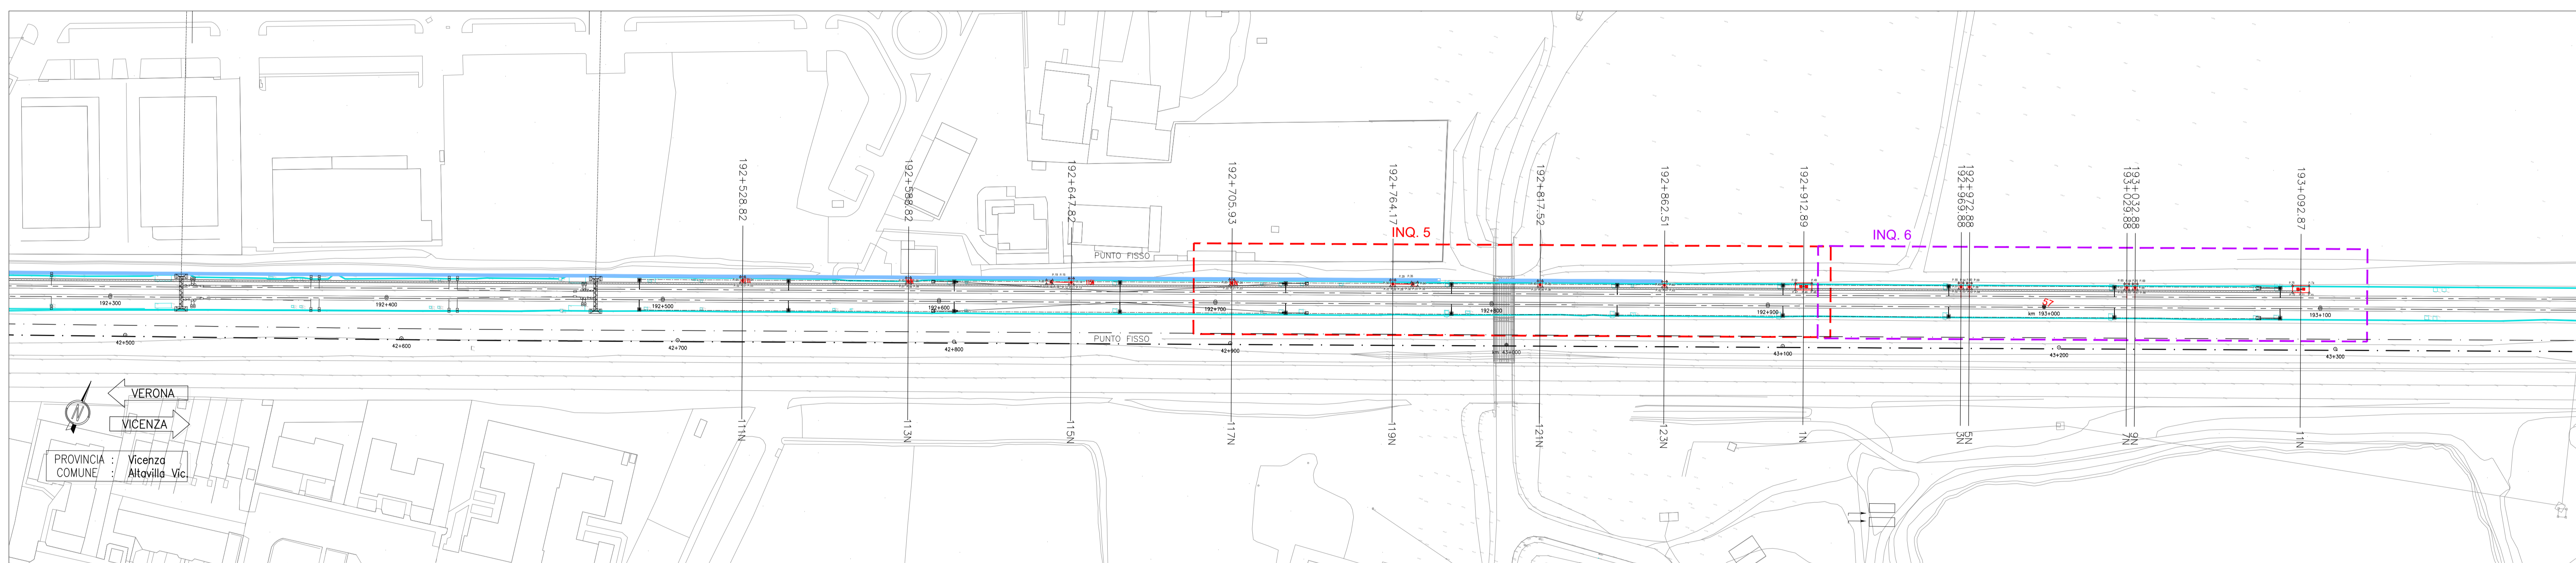 192+528.82
192+588.82
192+647.82
192+705.93
192+764.17
192+817.52
192+862.51
192+912.89
192+969.88
192+972.88
193+029.88
193+032.88
193+092.87
INQ. 5
INQ. 6
PUNTO FISSO
192+300
192+400
192+500
192+600
192+700
192+800
192+900
57
km 193+000
193+100
PUNTO FISSO
42+500
42+600
42+700
42+800
42+900
km 43+000
43+100
43+200
43+300
VERONA
N
VICENZA
111N
113N
115N
117N
119N
121N
123N
1N
3N
5N
7N
9N
11N
PROVINCIA : Vicenza
COMUNE : Altavilla Vic.